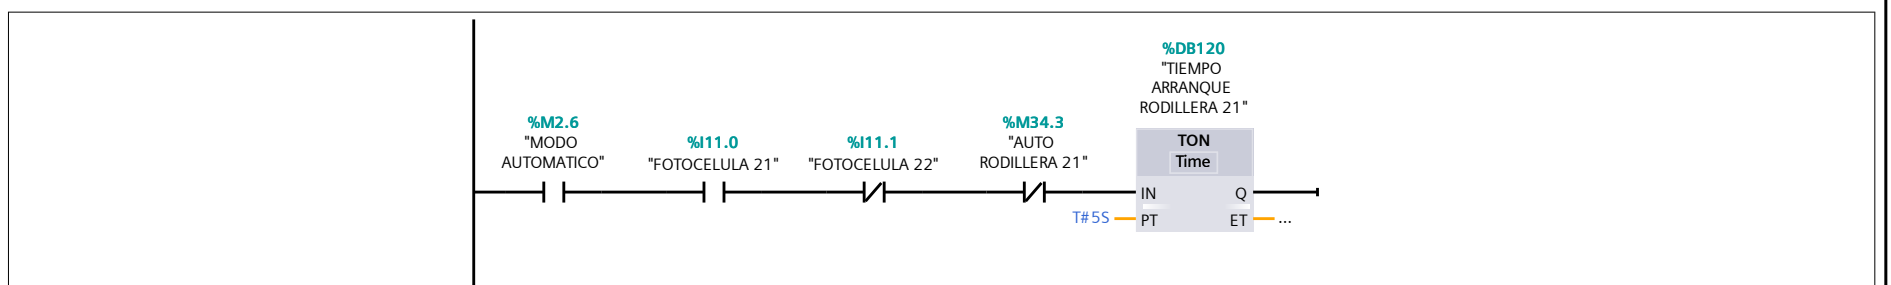 %DB120
"TIEMPO
ARRANQUE
RODILLERA 21"
%M2.6
"MODO
AUTOMATICO"
%I11.0
"FOTOCELULA 21"
%I11.1
"FOTOCELULA 22"
%M34.3
"AUTO
RODILLERA 21"
TON
Time
IN
Q
T#5S
PT
ET
...